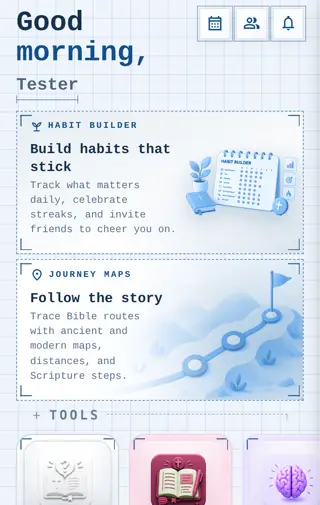 Good
morning,
Tester
HABIT BUILDER
Build habits that
stick
Track what matters
daily, celebrate
streaks, and invite
friends to cheer you on.
HABIT BUILDER
JOURNEY MAPS
Follow the story
Trace Bible routes
with ancient and
modern maps,
distances, and
Scripture steps.
+ TOOLS